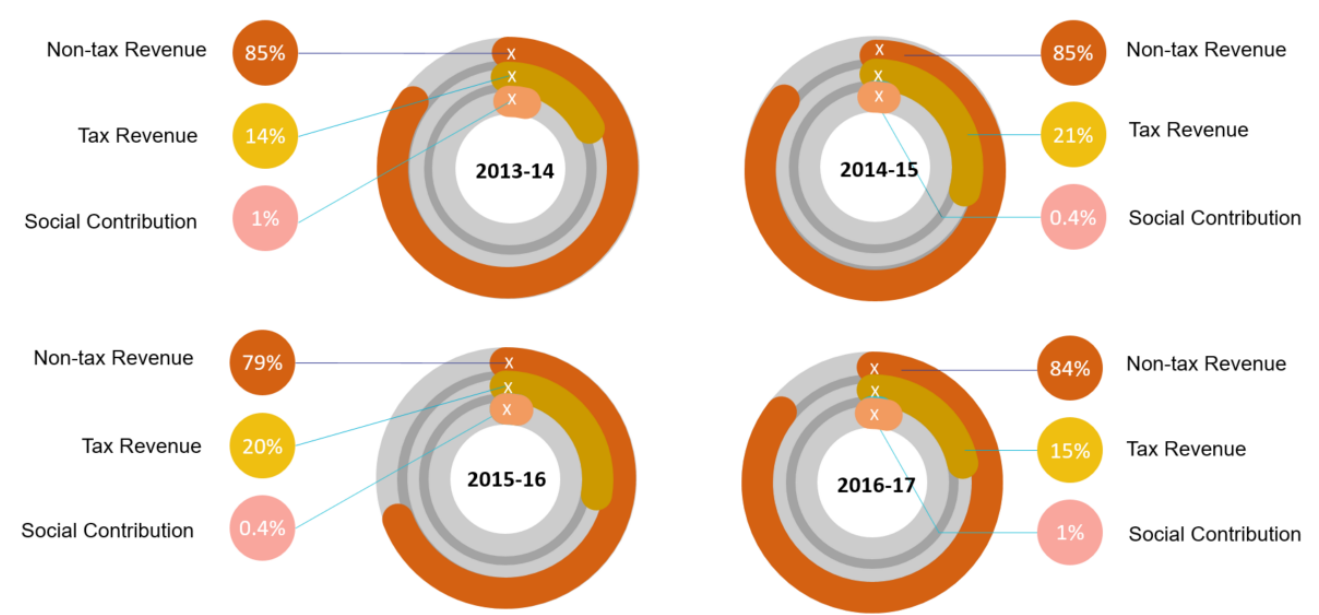 Non-tax Revenue 85% X
Tax Revenue 14% X
Social Contribution 1% X
2013-14
X 85% Non-tax Revenue
X 21% Tax Revenue
X 0.4% Social Contribution
2014-15
Non-tax Revenue 79% X
Tax Revenue 20% X
Social Contribution 0.4% X
2015-16
X 84% Non-tax Revenue
X 15% Tax Revenue
X 1% Social Contribution
2016-17